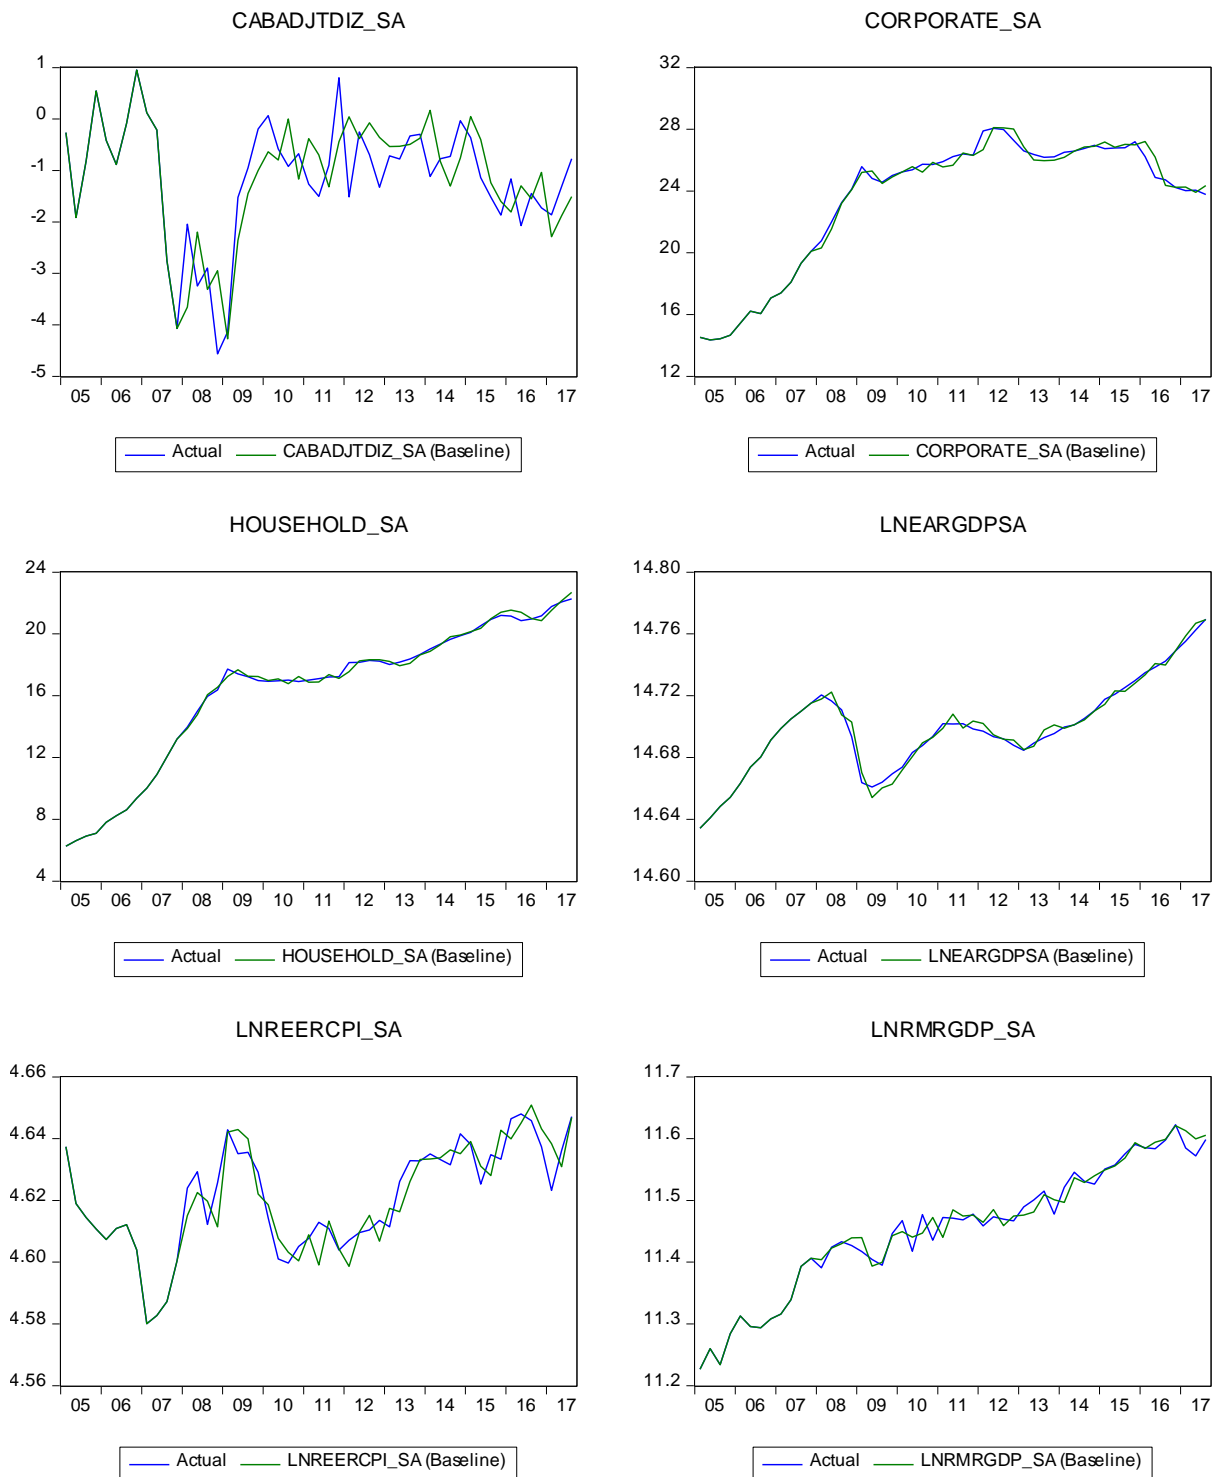 CABADJTDIZ_SA
1
0
-1
-2
-3
-4
-5
05 06 07 08 09 10 11 12 13 14 15 16 17
Actual CABADJTDIZ_SA (Baseline)
CORPORATE_SA
32
28
24
20
16
12
05 06 07 08 09 10 11 12 13 14 15 16 17
Actual CORPORATE_SA (Baseline)
HOUSEHOLD_SA
24
20
16
12
8
4
05 06 07 08 09 10 11 12 13 14 15 16 17
Actual HOUSEHOLD_SA (Baseline)
LNEARGDPSA
14.80
14.76
14.72
14.68
14.64
14.60
05 06 07 08 09 10 11 12 13 14 15 16 17
Actual LNEARGDPSA (Baseline)
LNREERCPI_SA
4.66
4.64
4.62
4.60
4.58
4.56
05 06 07 08 09 10 11 12 13 14 15 16 17
Actual LNREERCPI_SA (Baseline)
LNRMRGDP_SA
11.7
11.6
11.5
11.4
11.3
11.2
05 06 07 08 09 10 11 12 13 14 15 16 17
Actual LNRMRGDP_SA (Baseline)